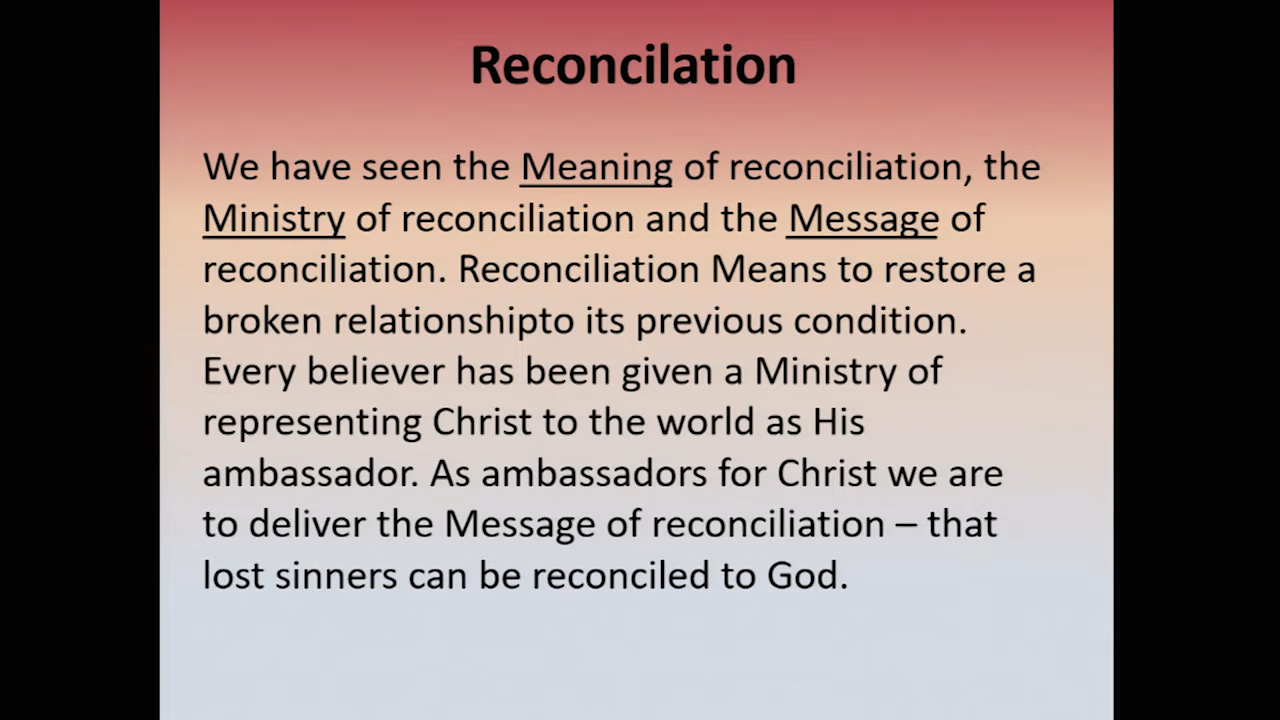 Reconcilation
We have seen the Meaning of reconciliation, the
Ministry of reconciliation and the Message of
reconciliation. Reconciliation Means to restore a
broken relationshipto its previous condition.
Every believer has been given a Ministry of
representing Christ to the world as His
ambassador. As ambassadors for Christ we are
to deliver the Message of reconciliation – that
lost sinners can be reconciled to God.